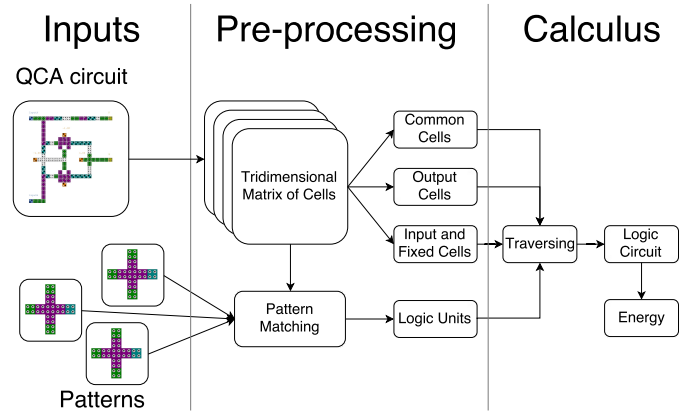 Inputs
Pre-processing
Calculus
QCA circuit
Tridimensional
Matrix of Cells
Common
Cells
Output
Cells
Input and
Fixed Cells
Traversing
Logic
Circuit
Pattern
Matching
Logic Units
Energy
Patterns